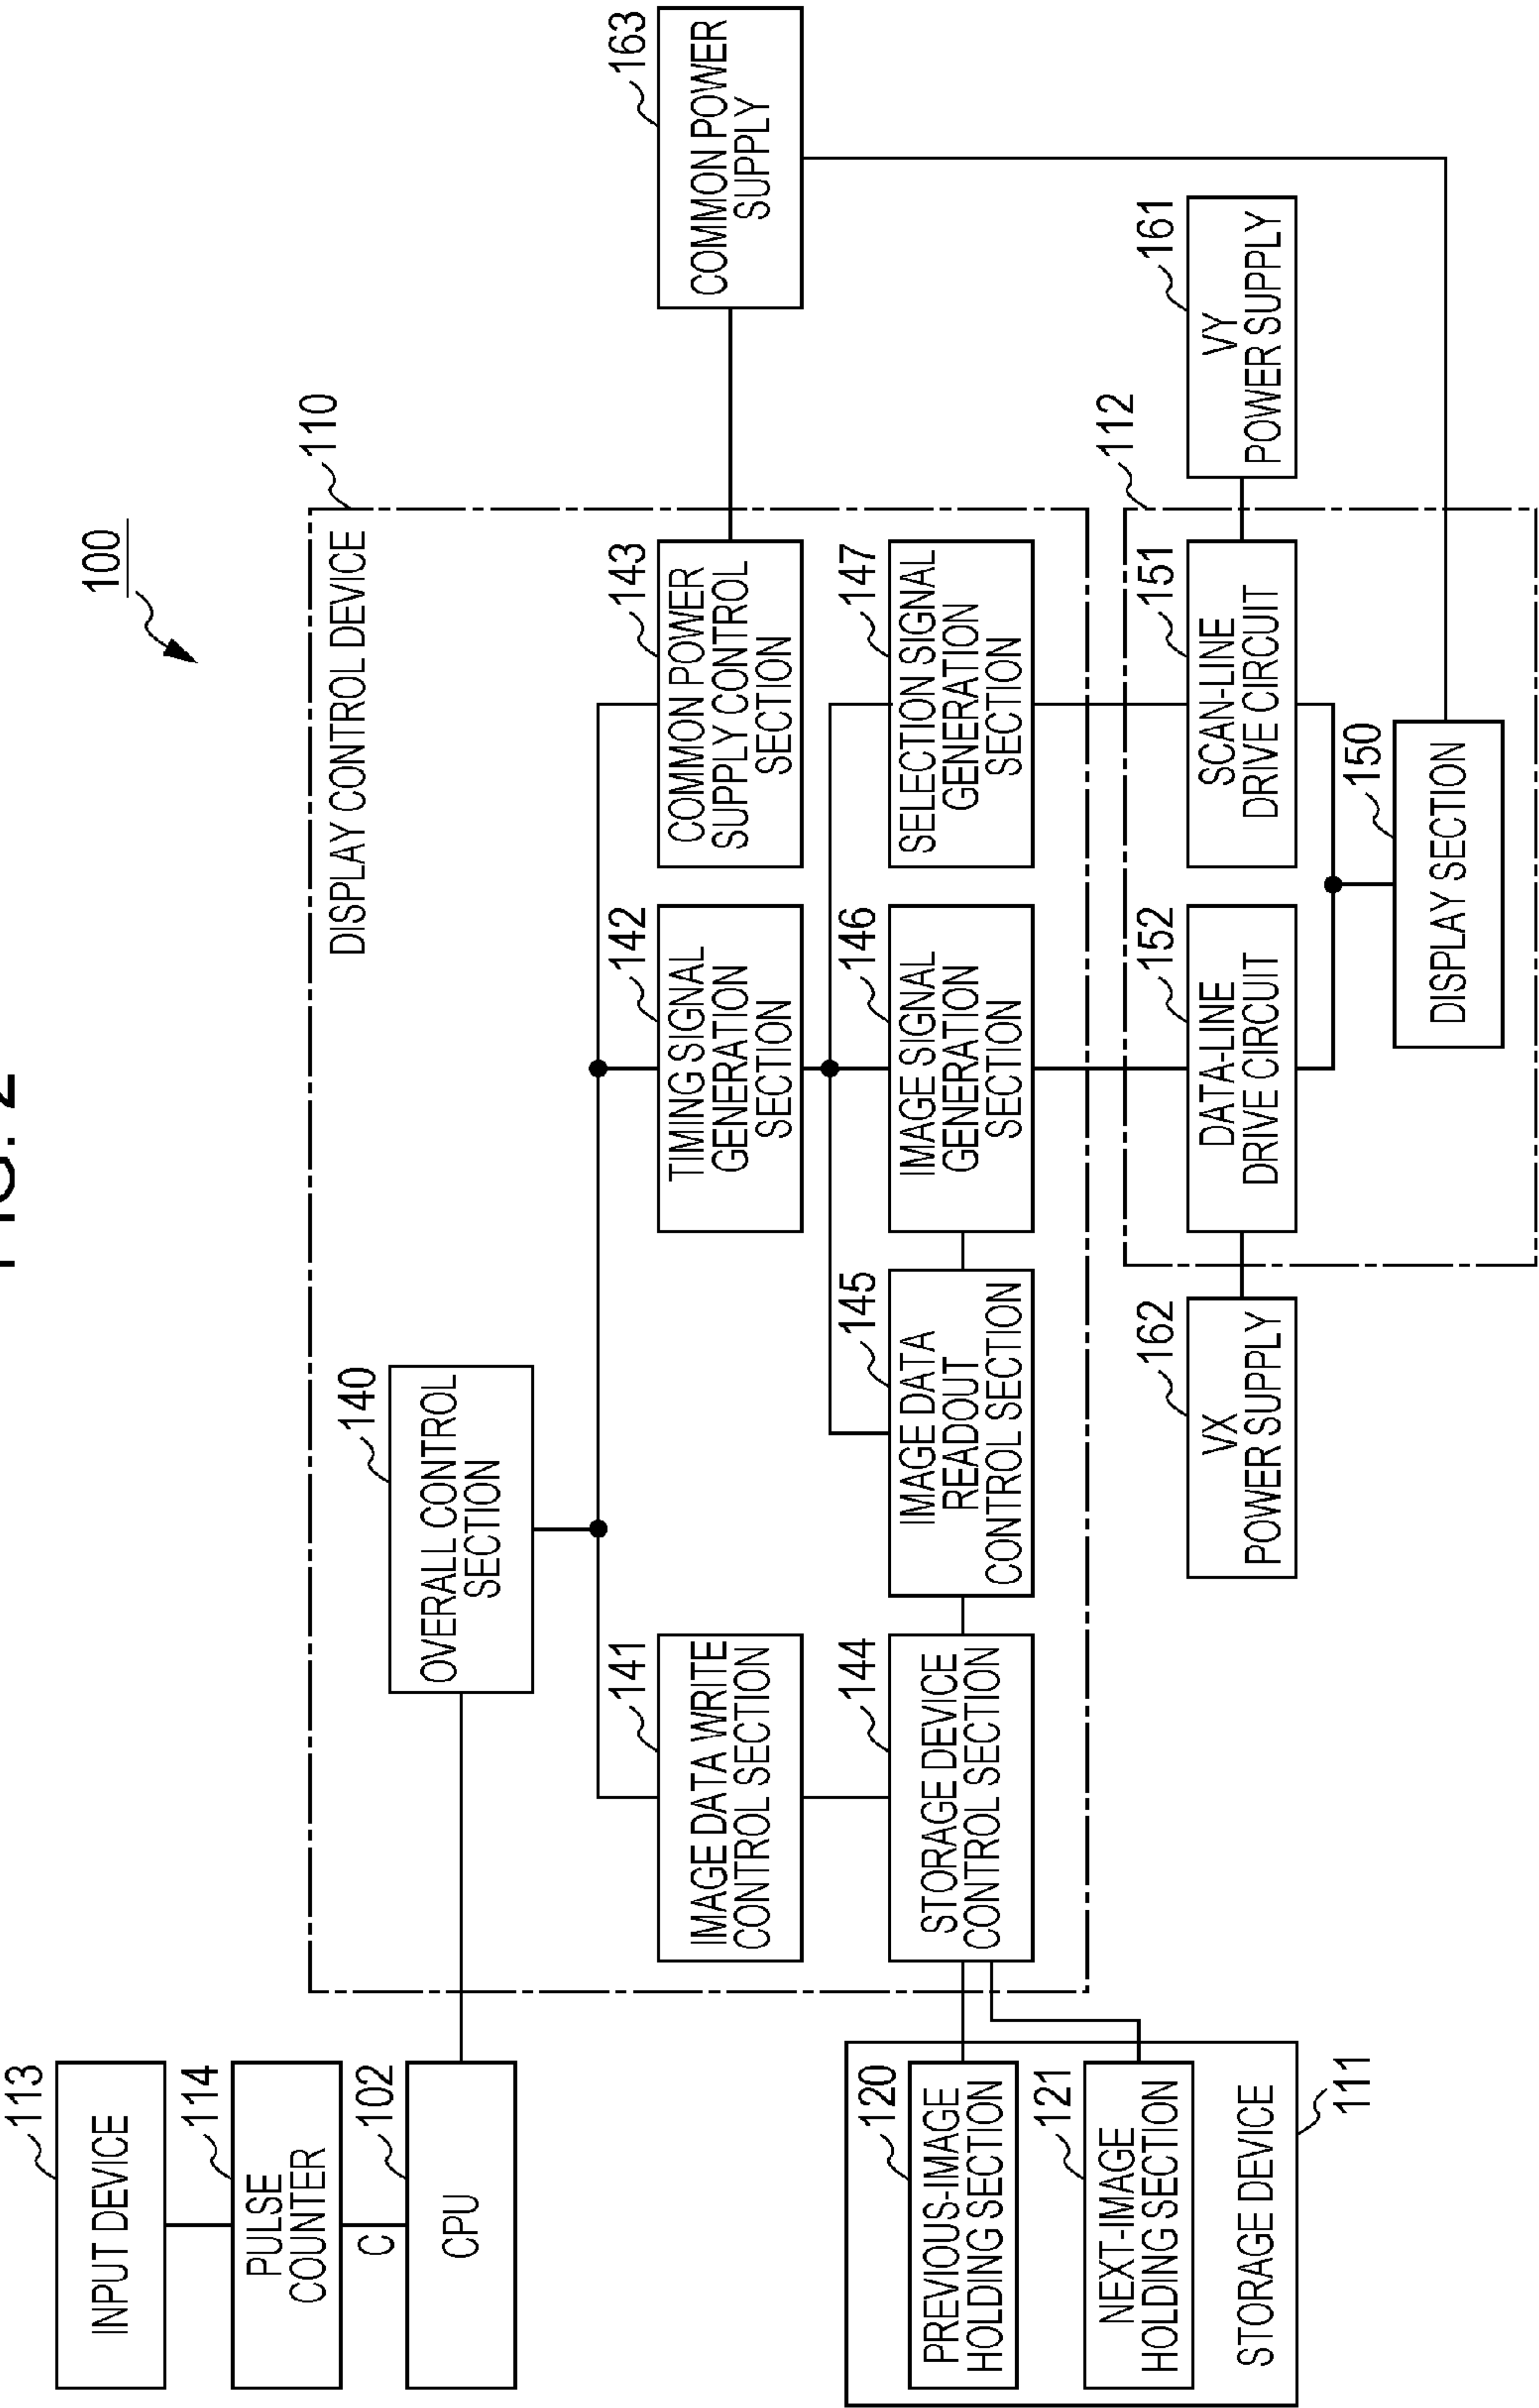 FIG. 2
100
113
INPUT DEVICE
114
PULSE
COUNTER
C
102
CPU
110
DISPLAY CONTROL DEVICE
140
OVERALL CONTROL
SECTION
141
IMAGE DATA WRITE
CONTROL SECTION
142
TIMING SIGNAL
GENERATION
SECTION
143
COMMON POWER
SUPPLY CONTROL
SECTION
163
COMMON POWER
SUPPLY
144
STORAGE DEVICE
CONTROL SECTION
145
IMAGE DATA
READOUT
CONTROL SECTION
146
IMAGE SIGNAL
GENERATION
SECTION
147
SELECTION SIGNAL
GENERATION
SECTION
120
PREVIOUS-IMAGE
HOLDING SECTION
121
NEXT-IMAGE
HOLDING SECTION
STORAGE DEVICE
111
162
VX
POWER SUPPLY
152
DATA-LINE
DRIVE CIRCUIT
151
SCAN-LINE
DRIVE CIRCUIT
112
161
VY
POWER SUPPLY
150
DISPLAY SECTION